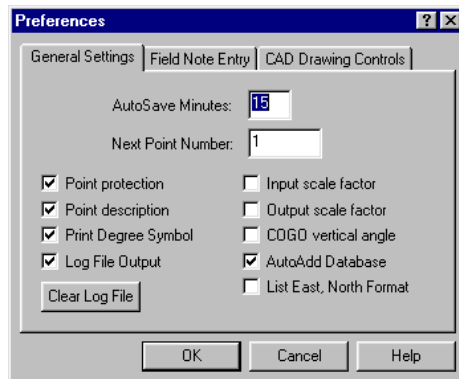 Preferences
General Settings Field Note Entry CAD Drawing Controls
AutoSave Minutes: 15
Next Point Number: 1
Point protection Input scale factor
Point description Output scale factor
Print Degree Symbol COGO vertical angle
Log File Output AutoAdd Database
Clear Log File List East, North Format
OK Cancel Help